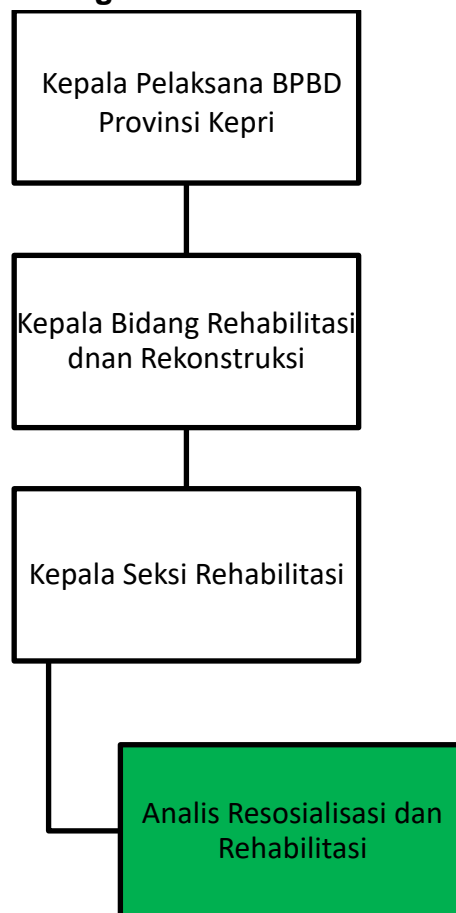 Kepala Pelaksana BPBD
Provinsi Kepri
Kepala Bidang Rehabilitasi
dnan Rekonstruksi
Kepala Seksi Rehabilitasi
Analis Resosialisasi dan
Rehabilitasi